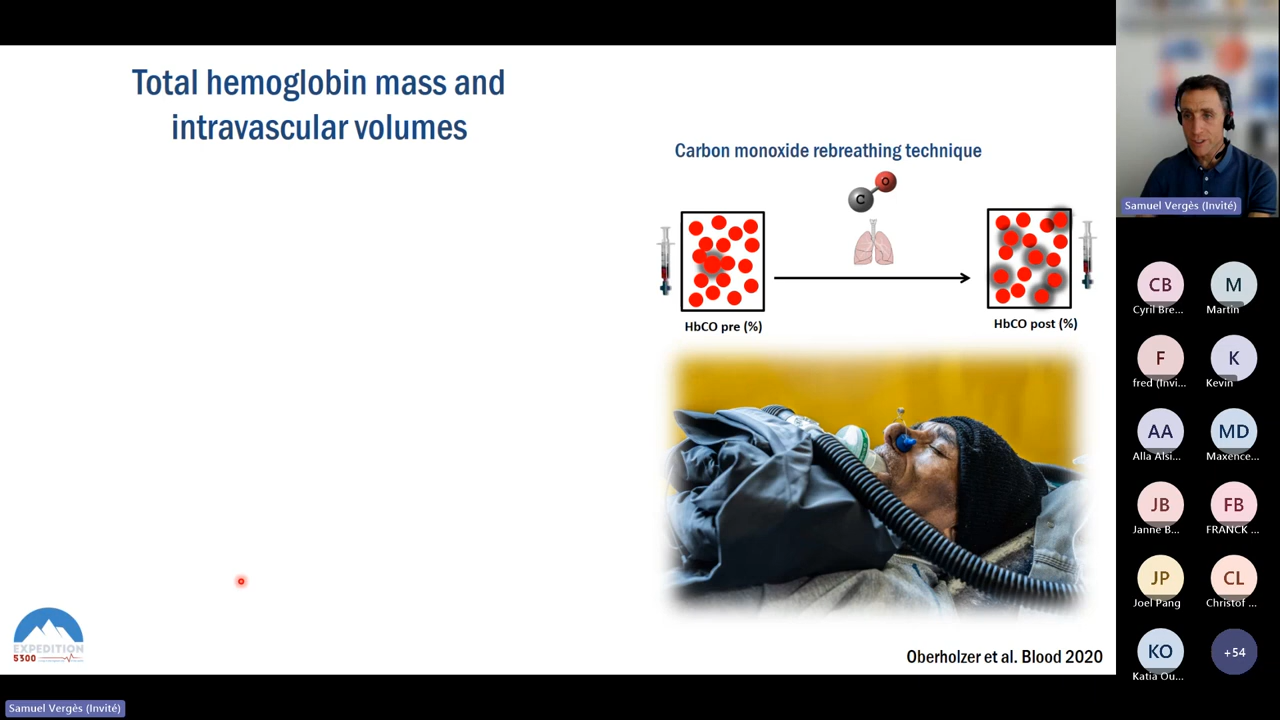 Total hemoglobin mass and
intravascular volumes
Carbon monoxide rebreathing technique
C
O
HbCO pre (%)
HbCO post (%)
EXPEDITION
5300
Oberholzer et al. Blood 2020
Samuel Vergès (Invité)
Samuel Vergès (Invité)
CB
Cyril Bre...
M
Martin
F
fred (Invi...
K
Kevin
AA
Alla Alsi...
MD
Maxence...
JB
Janne B...
FB
FRANCK ...
JP
Joel Pang
CL
Christof ...
KO
Katia Ou...
+54